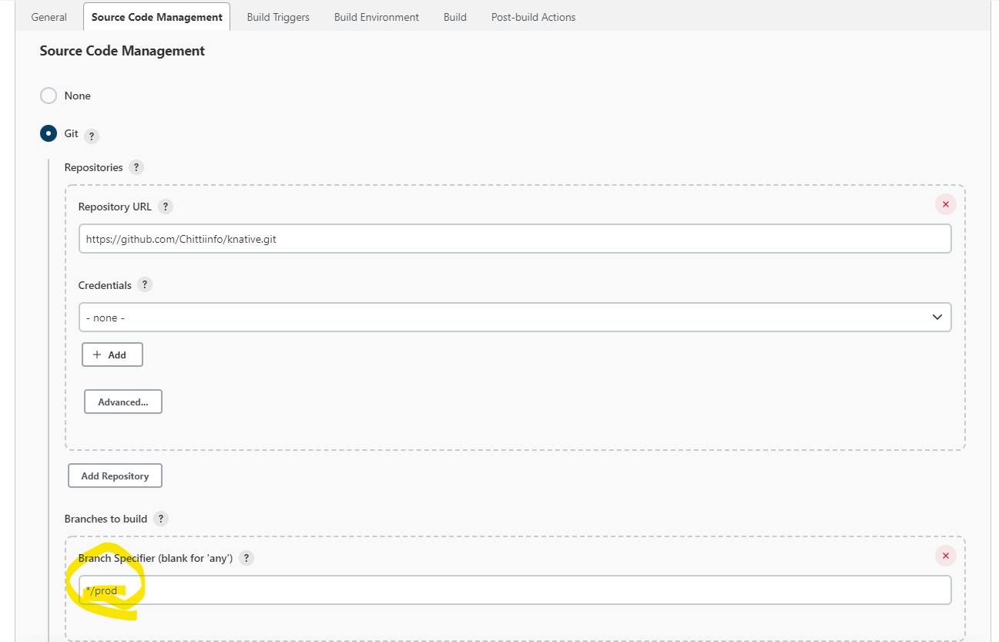 General Source Code Management Build Triggers Build Environment Build Post-build Actions
Source Code Management
None
Git ?
Repositories ?
Repository URL ?
https://github.com/Chittiinfo/knative.git
Credentials ?
- none -
+ Add
Advanced...
Add Repository
Branches to build ?
Branch Specifier (blank for 'any') ?
*/prod